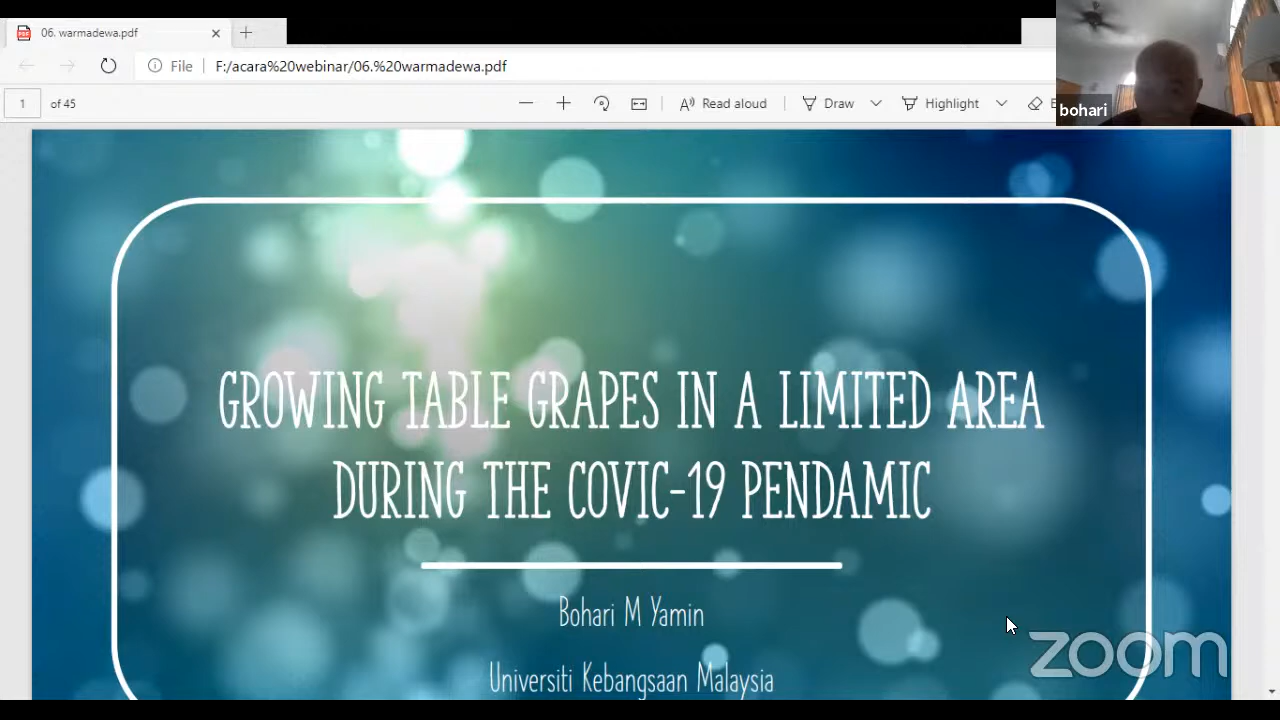 06. warmadewa.pdf
File
F:/acara%20webinar/06.%20warmadewa.pdf
1 of 45
Read aloud
Draw
Highlight
bohari
GROWING TABLE GRAPES IN A LIMITED AREA
DURING THE COVIC-19 PENDAMIC
Bohari M Yamin
Universiti Kebangsaan Malaysia
zoom